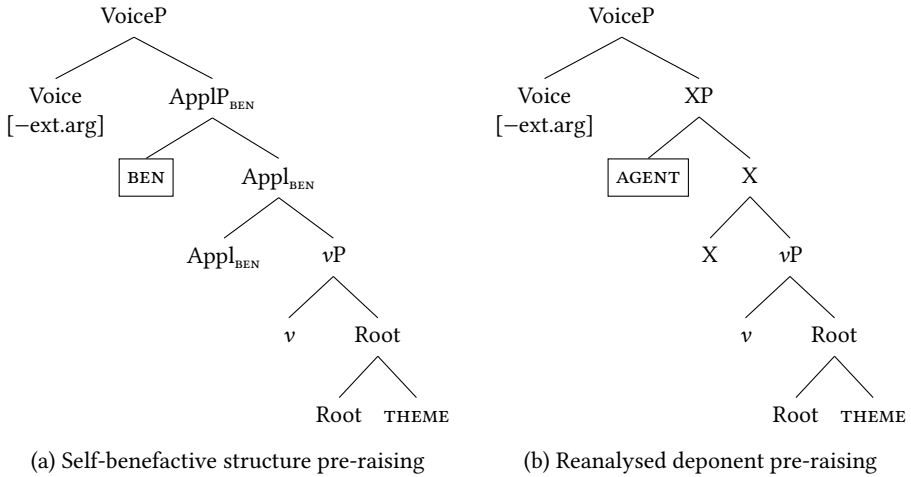 VoiceP
Voice
[−ext.arg]
ApplP_BEN
BEN
Appl_BEN
Appl_BEN
vP
v
Root
Root THEME
(a) Self-benefactive structure pre-raising
VoiceP
Voice
[−ext.arg]
XP
AGENT
X
X
vP
v
Root
Root THEME
(b) Reanalysed deponent pre-raising